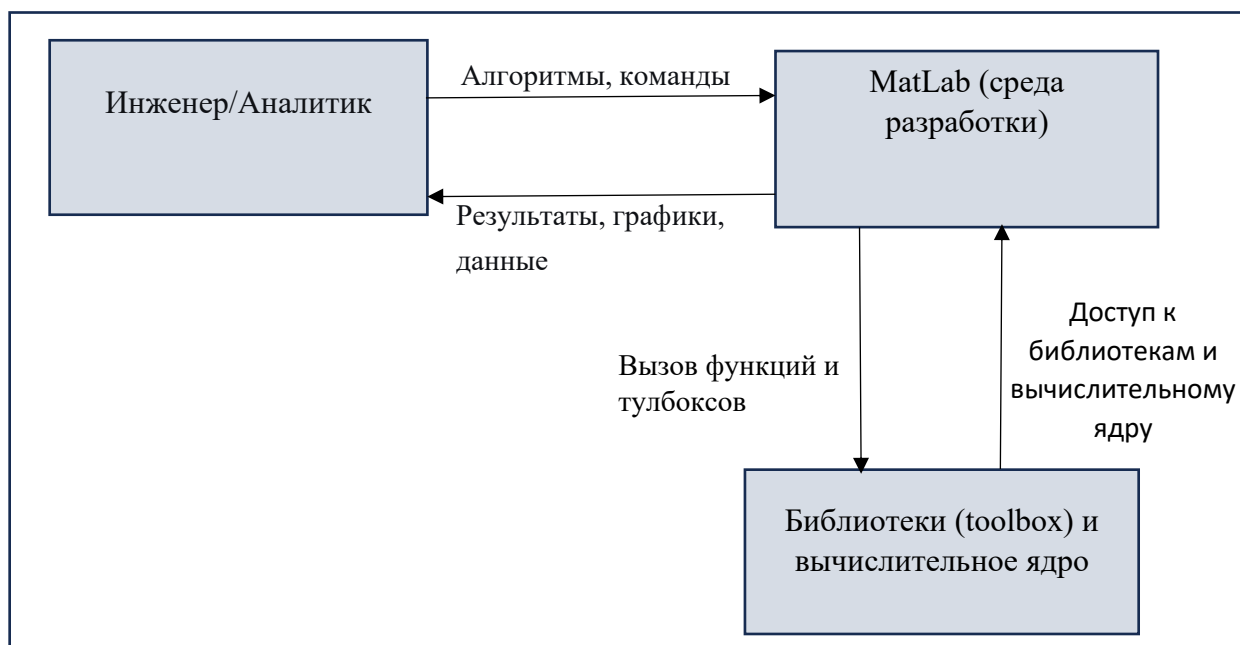 Инженер/Аналитик
Алгоритмы, команды
MatLab (среда
разработки)
Результаты, графики,
данные
Вызов функций и
тулбоксов
Доступ к
библиотекам и
вычислительному
ядру
Библиотеки (toolbox) и
вычислительное ядро